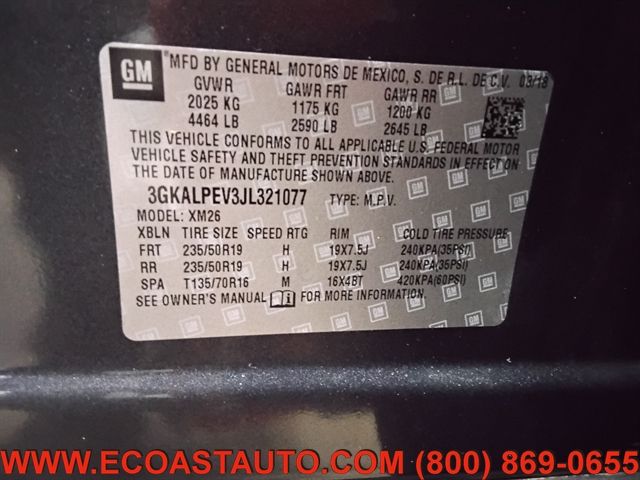 GM
MFD BY GENERAL MOTORS DE MEXICO, S. DE R.L. DE C.V. 03/18
GVWR GAWR FRT GAWR RR
2025 KG 1175 KG 1200 KG
4464 LB 2590 LB 2645 LB
THIS VEHICLE CONFORMS TO ALL APPLICABLE U.S. FEDERAL MOTOR
VEHICLE SAFETY AND THEFT PREVENTION STANDARDS IN EFFECT ON
THE DATE OF MANUFACTURE SHOWN ABOVE.
3GKALPEV3JL321077 TYPE: M.P.V.
MODEL: XM26
XBLN TIRE SIZE SPEED RTG RIM COLD TIRE PRESSURE
FRT 235/50R19 H 19X7.5J 240KPA(35PSI)
RR 235/50R19 H 19X7.5J 240KPA(35PSI)
SPA T135/70R16 M 16X4BT 420KPA(60PSI)
SEE OWNER'S MANUAL FOR MORE INFORMATION.
WWW.ECOASTAUTO.COM (800) 869-0655